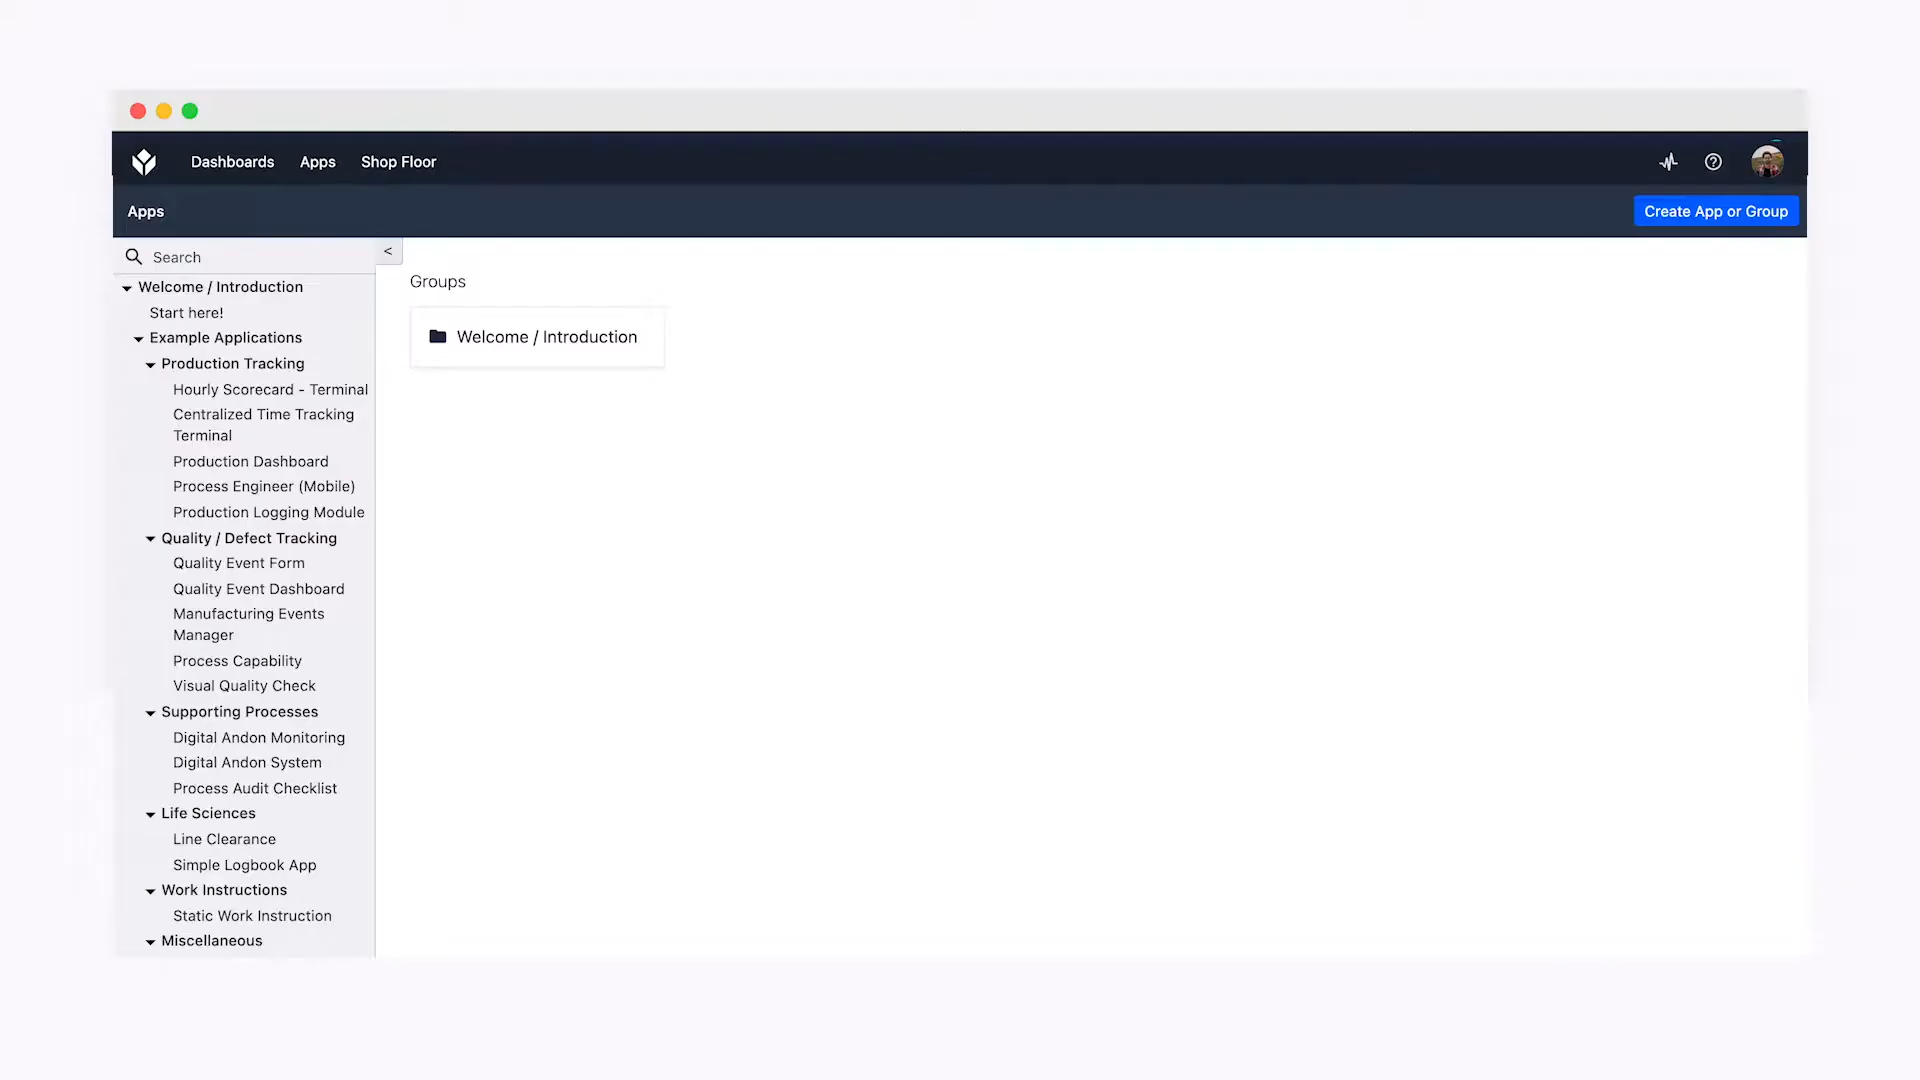 Dashboards Apps Shop Floor
Apps
Create App or Group
Search
<
Welcome / Introduction
Start here!
Example Applications
Production Tracking
Hourly Scorecard - Terminal
Centralized Time Tracking
Terminal
Production Dashboard
Process Engineer (Mobile)
Production Logging Module
Quality / Defect Tracking
Quality Event Form
Quality Event Dashboard
Manufacturing Events
Manager
Process Capability
Visual Quality Check
Supporting Processes
Digital Andon Monitoring
Digital Andon System
Process Audit Checklist
Life Sciences
Line Clearance
Simple Logbook App
Work Instructions
Static Work Instruction
Miscellaneous
Groups
Welcome / Introduction